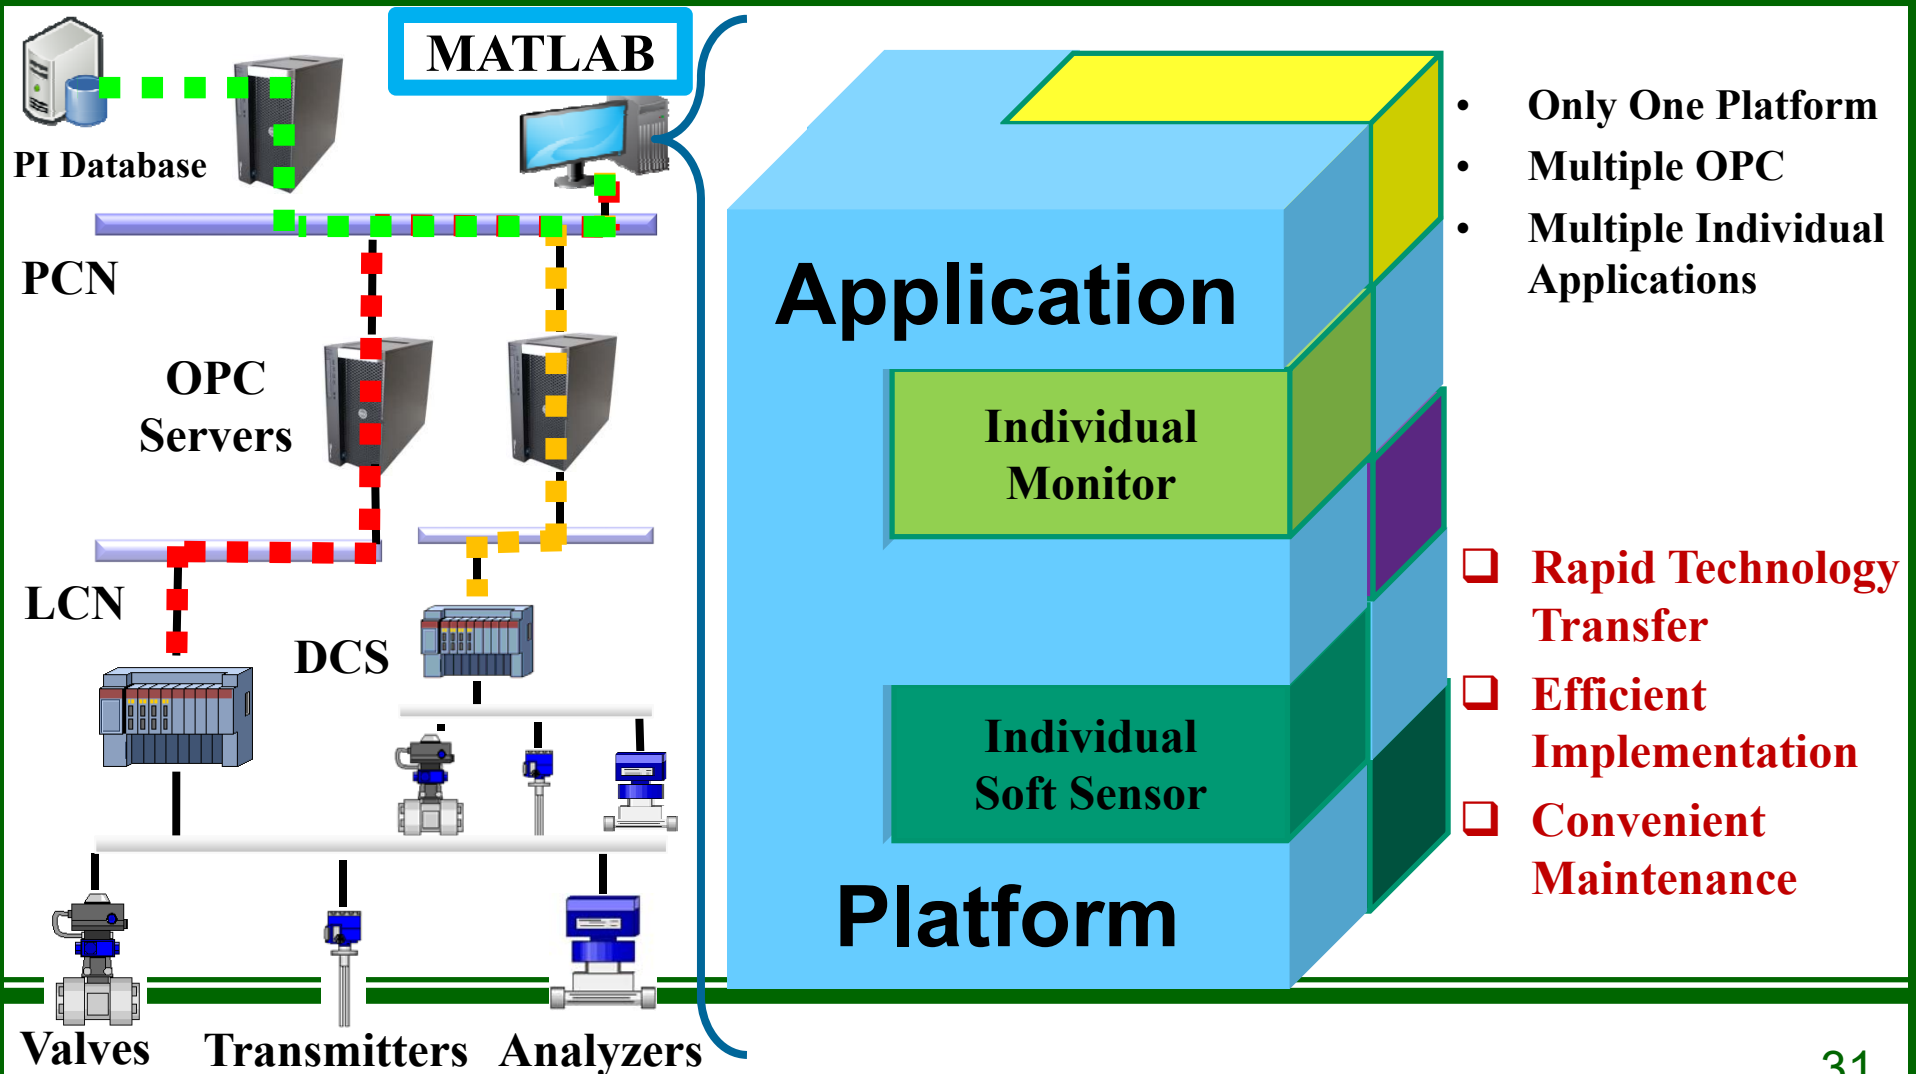 MATLAB
PI Database
PCN
OPC
Servers
LCN
DCS
Valves
Transmitters
Analyzers
Application
Individual
Monitor
Individual
Soft Sensor
Platform
• Only One Platform
• Multiple OPC
• Multiple Individual
Applications
❑ Rapid Technology
Transfer
❑ Efficient
Implementation
❑ Convenient
Maintenance
31